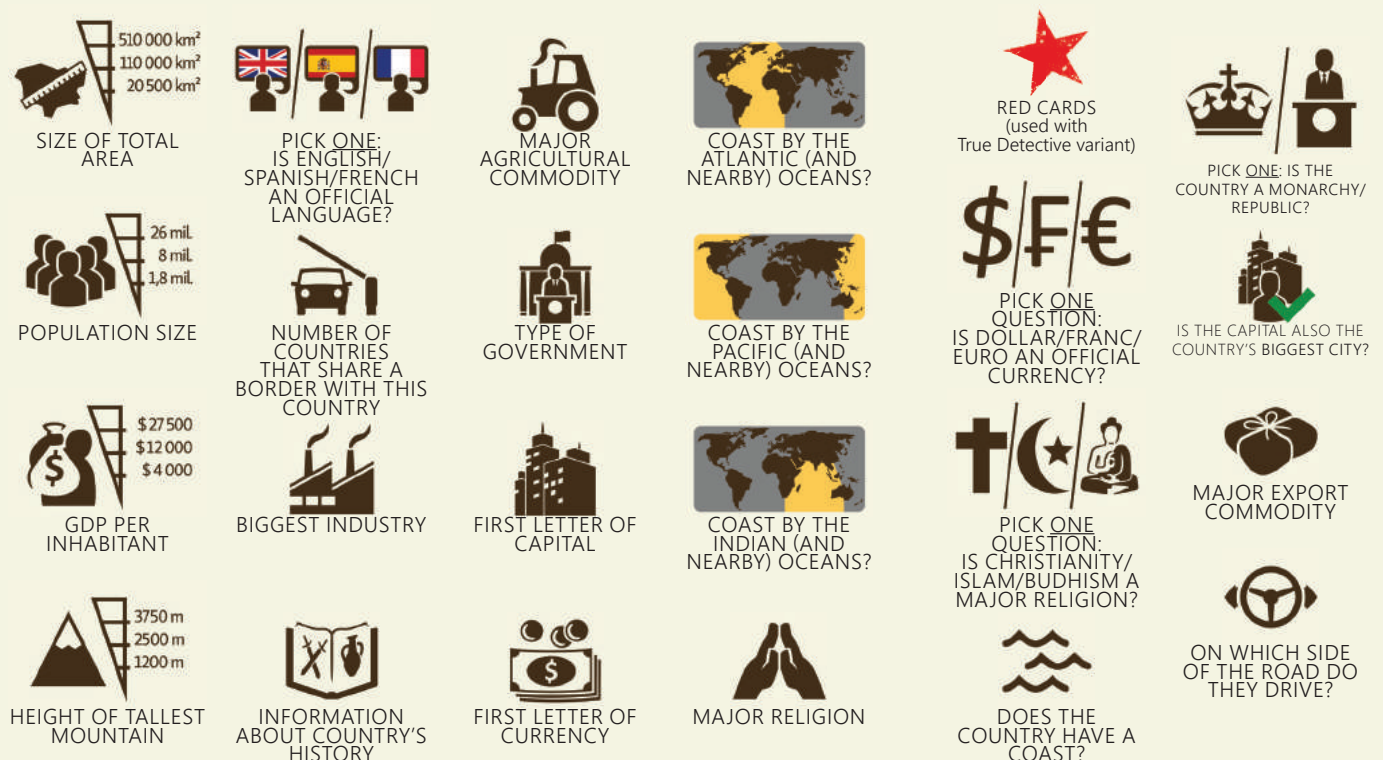 510 000 km²
110 000 km²
20 500 km²
SIZE OF TOTAL
AREA
26 mil.
8 mil.
1,8 mil.
POPULATION SIZE
$
$ 27 500
$ 12 000
$ 4 000
GDP PER
INHABITANT
3750 m
2500 m
1200 m
HEIGHT OF TALLEST
MOUNTAIN
PICK ONE:
IS ENGLISH/
SPANISH/FRENCH
AN OFFICIAL
LANGUAGE?
NUMBER OF
COUNTRIES
THAT SHARE A
BORDER WITH THIS
COUNTRY
BIGGEST INDUSTRY
INFORMATION
ABOUT COUNTRY'S
HISTORY
MAJOR
AGRICULTURAL
COMMODITY
TYPE OF
GOVERNMENT
FIRST LETTER OF
CAPITAL
$
FIRST LETTER OF
CURRENCY
COAST BY THE
ATLANTIC (AND
NEARBY) OCEANS?
COAST BY THE
PACIFIC (AND
NEARBY) OCEANS?
COAST BY THE
INDIAN (AND
NEARBY) OCEANS?
MAJOR RELIGION
RED CARDS
(used with
True Detective variant)
$/₣/€
PICK ONE
QUESTION:
IS DOLLAR/FRANC/
EURO AN OFFICIAL
CURRENCY?
PICK ONE
QUESTION:
IS CHRISTIANITY/
ISLAM/BUDHISM A
MAJOR RELIGION?
DOES THE
COUNTRY HAVE A
COAST?
PICK ONE: IS THE
COUNTRY A MONARCHY/
REPUBLIC?
IS THE CAPITAL ALSO THE
COUNTRY'S BIGGEST CITY?
MAJOR EXPORT
COMMODITY
ON WHICH SIDE
OF THE ROAD DO
THEY DRIVE?